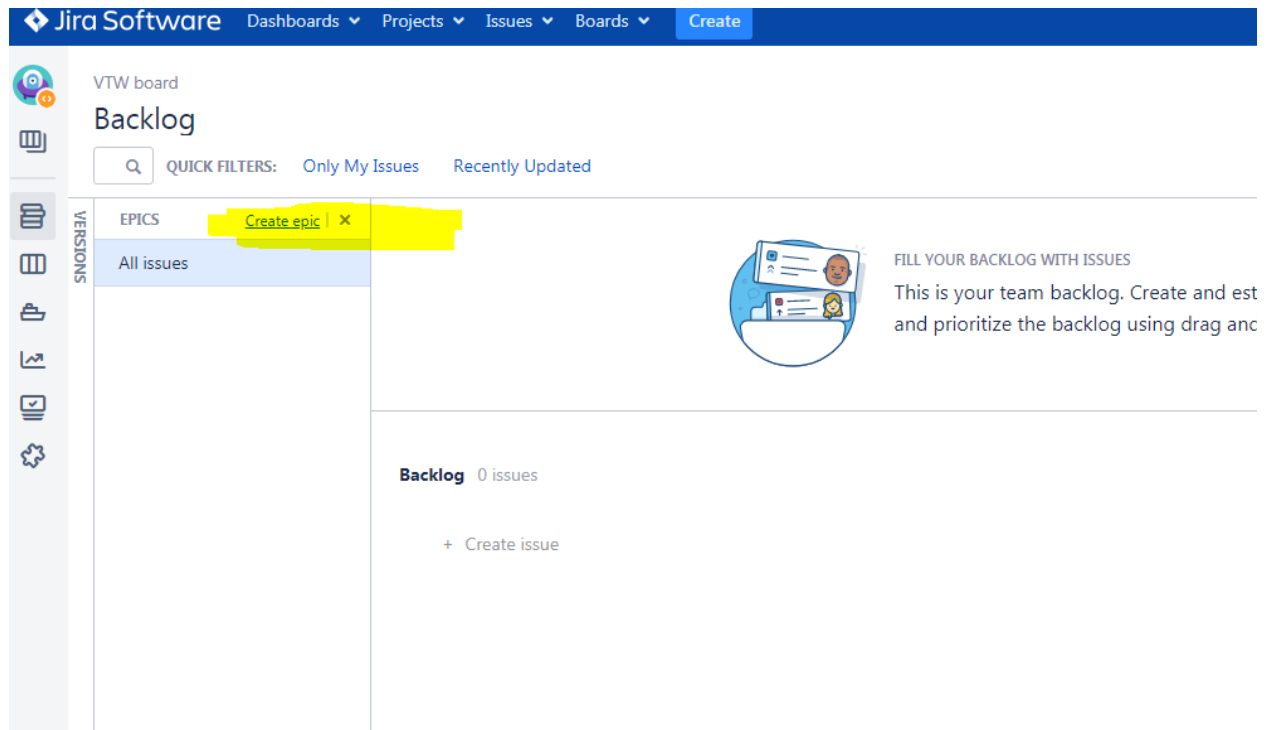 Jira Software Dashboards Projects Issues Boards Create
VTW board
Backlog
QUICK FILTERS: Only My Issues Recently Updated
VERSIONS
EPICS Create epic
All issues
FILL YOUR BACKLOG WITH ISSUES
This is your team backlog. Create and est
and prioritize the backlog using drag and
Backlog 0 issues
+ Create issue